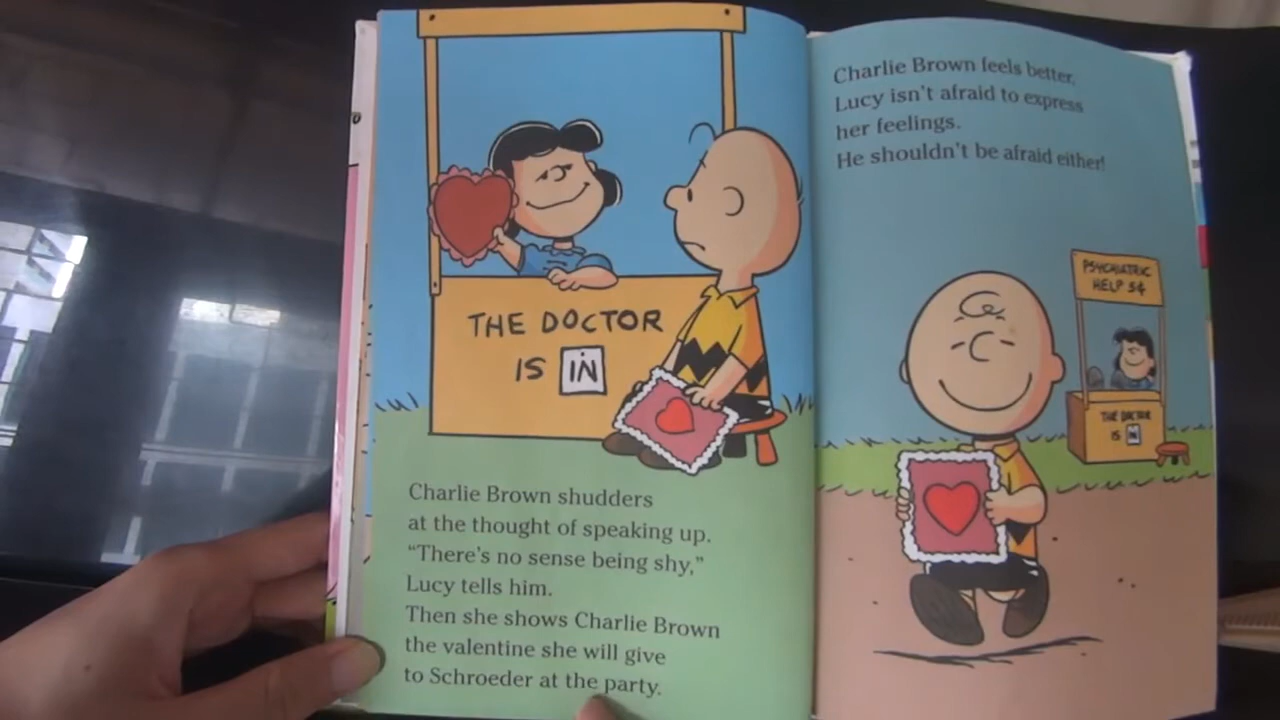 THE DOCTOR
IS IN
Charlie Brown shudders
at the thought of speaking up.
"There's no sense being shy,"
Lucy tells him.
Then she shows Charlie Brown
the valentine she will give
to Schroeder at the party.
Charlie Brown feels better.
Lucy isn't afraid to express
her feelings.
He shouldn't be afraid either!
PSYCHIATRIC
HELP 5¢
THE DOCTOR
IS IN